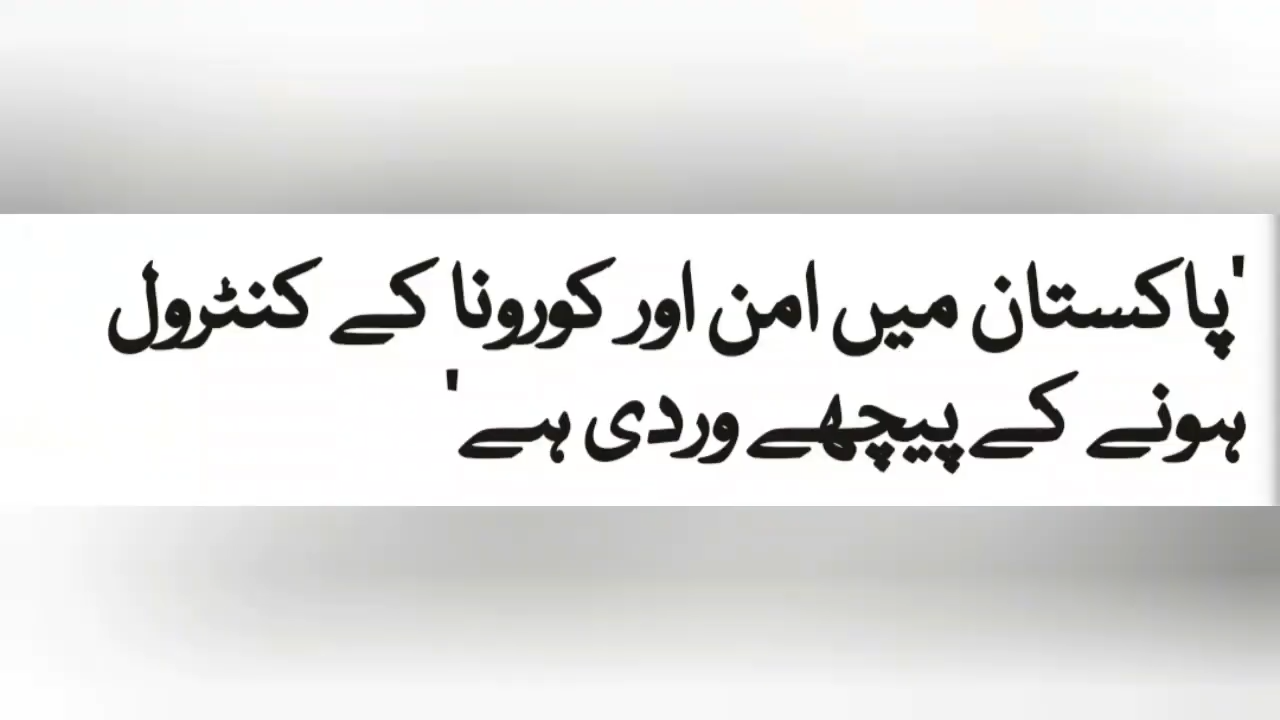 'پاکستان میں امن اور کورونا کے کنٹرول
ہونے کے پیچھے وردی ہے'